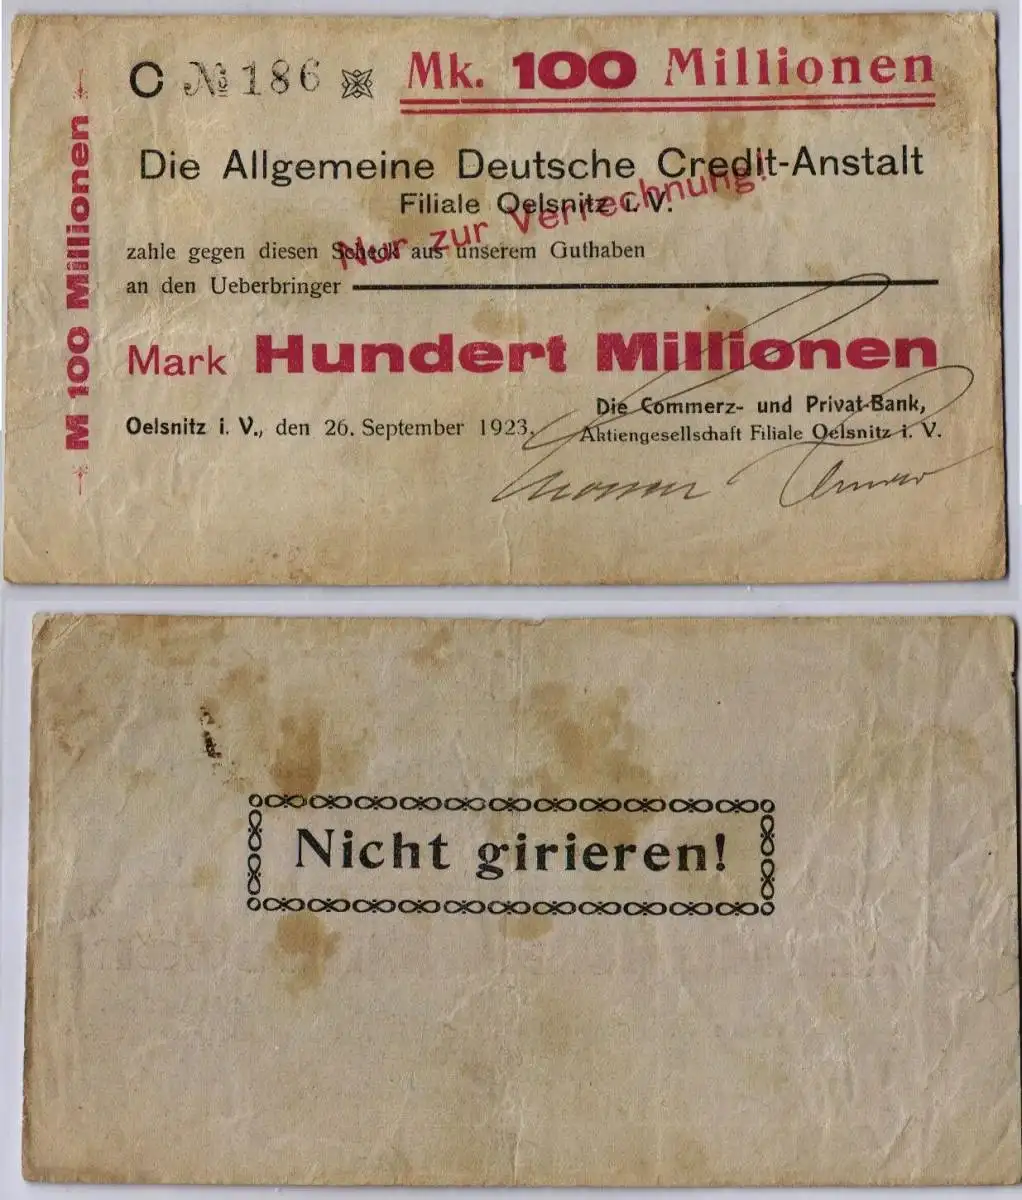 C № 186 Mk. 100 Millionen
M 100 Millionen
Die Allgemeine Deutsche Credit-Anstalt
Filiale Oelsnitz i. V.
Nur zur Verrechnung!
zahle gegen diesen Scheck aus unserem Guthaben
an den Ueberbringer
Mark Hundert Millionen
Oelsnitz i. V., den 26. September 1923.
Die Commerz- und Privat-Bank,
Aktiengesellschaft Filiale Oelsnitz i. V.
Nicht girieren!